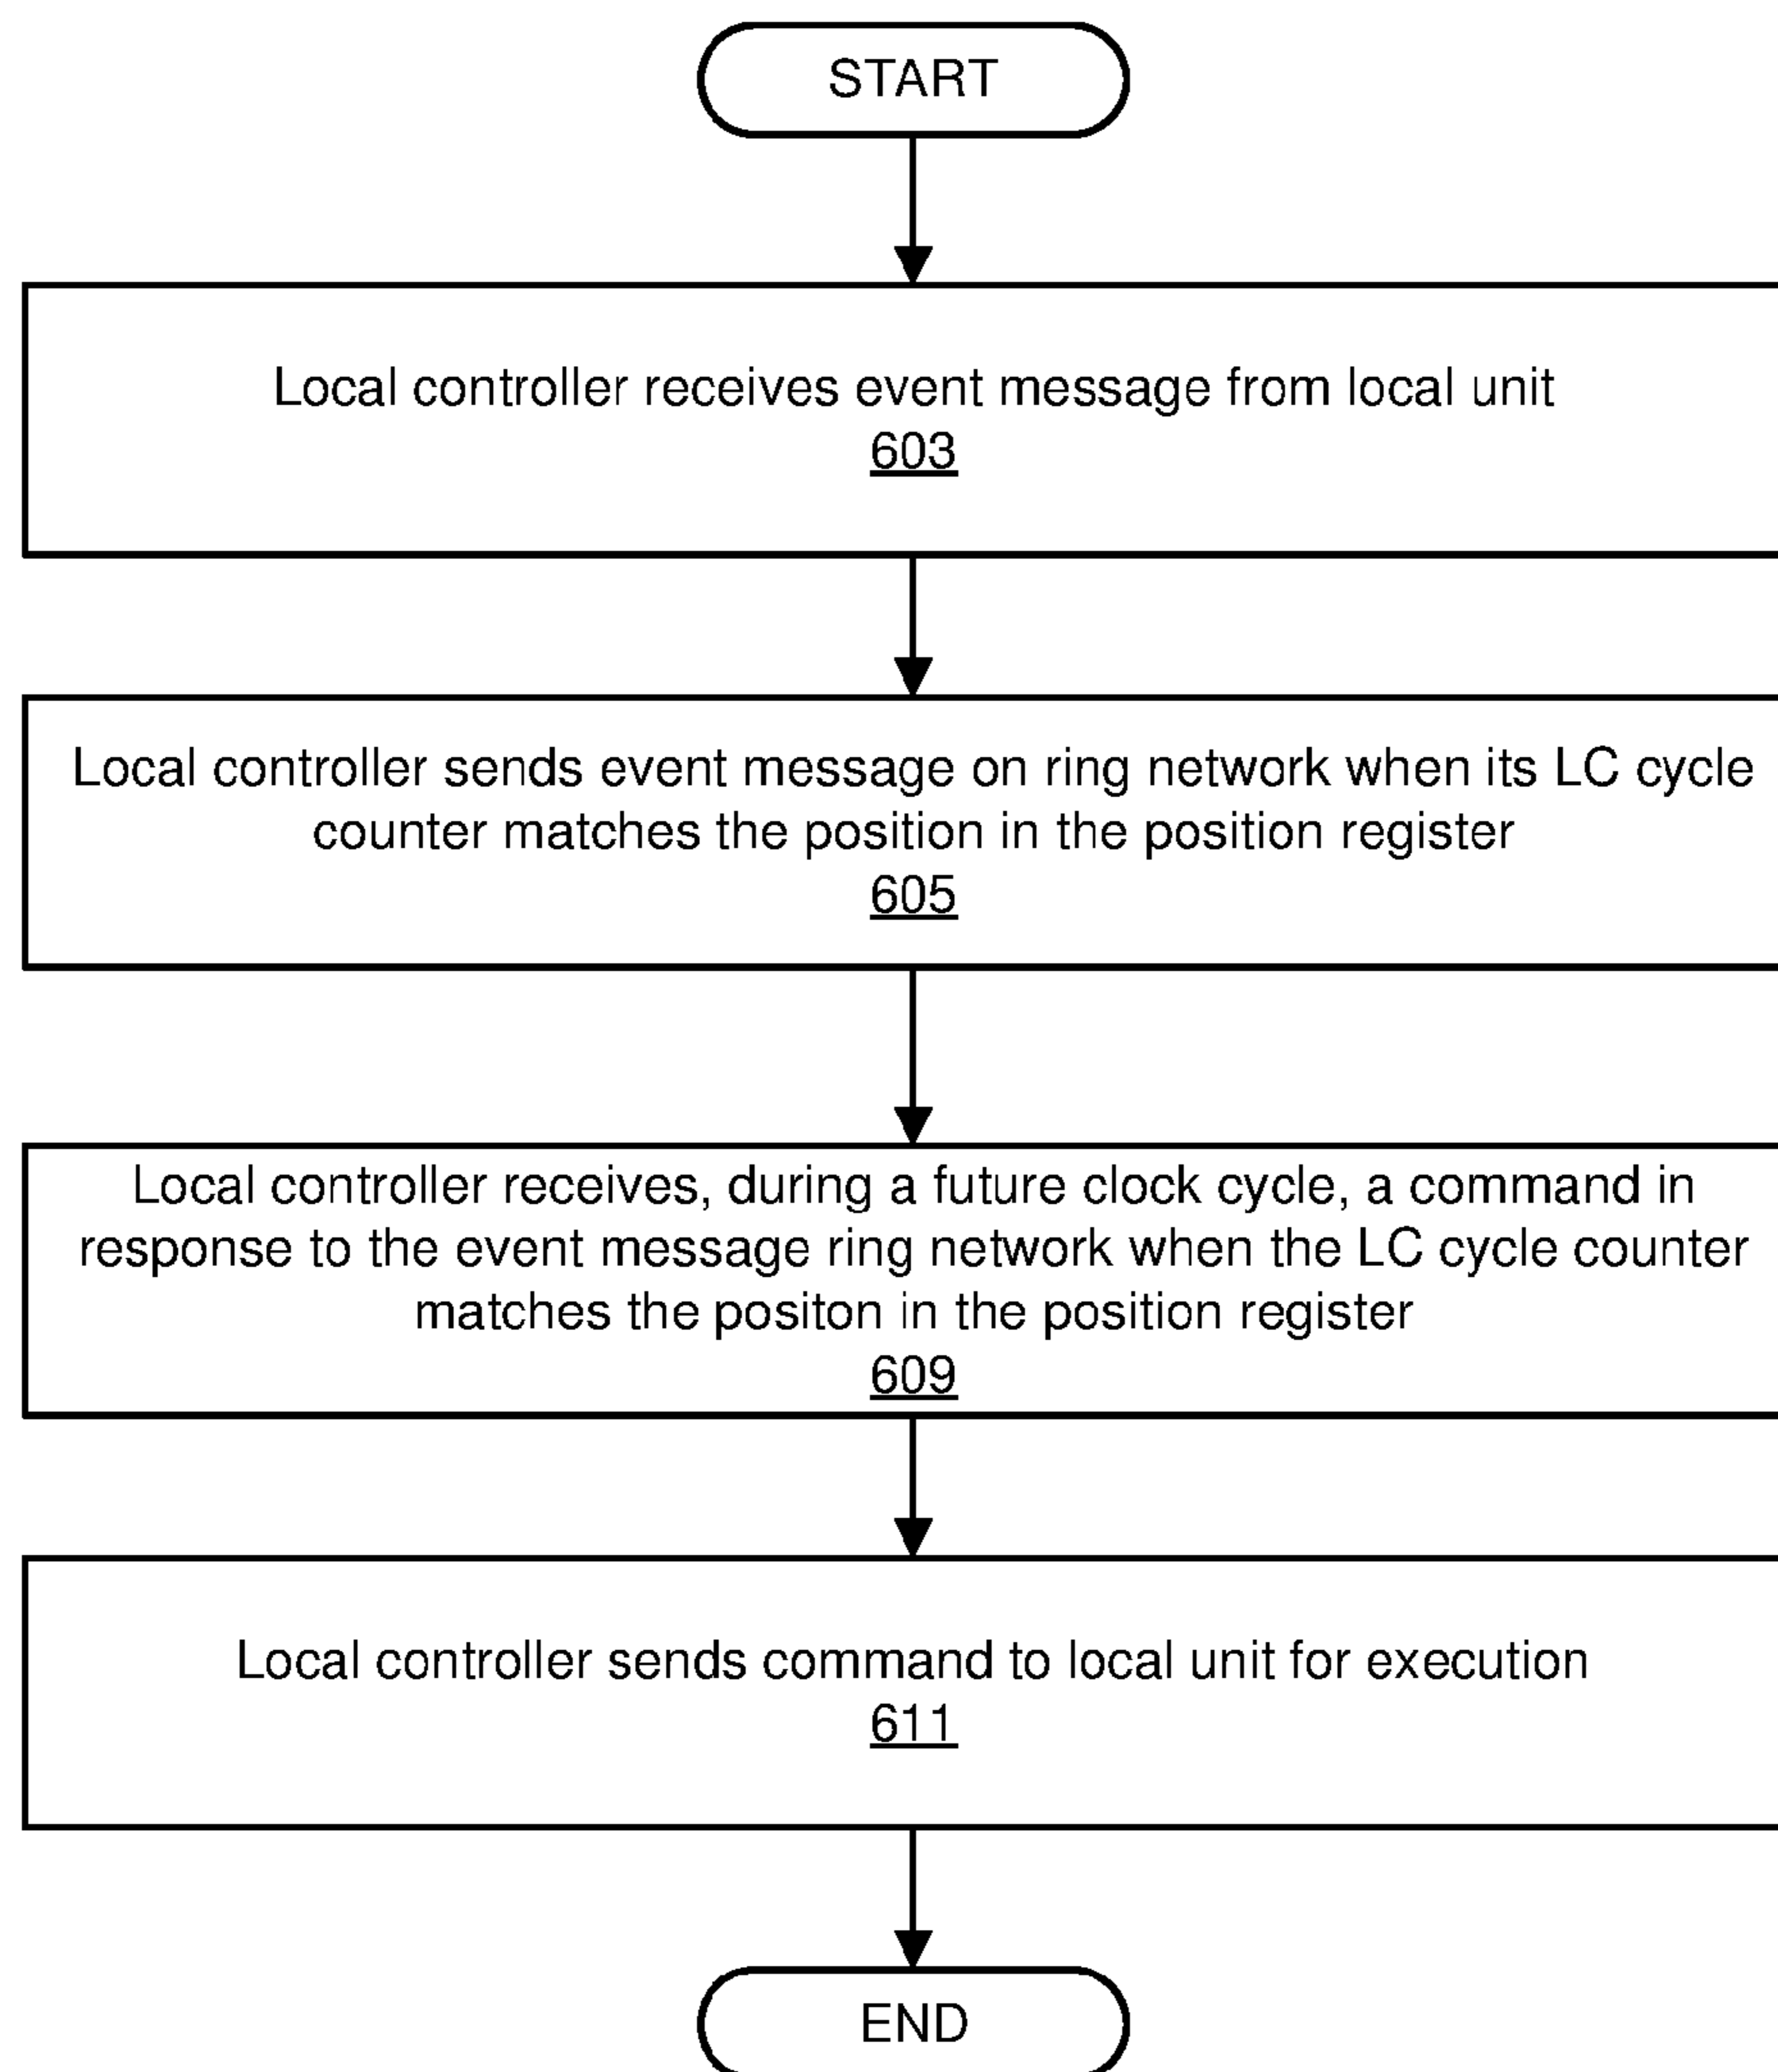 START
Local controller receives event message from local unit
603
Local controller sends event message on ring network when its LC cycle
counter matches the position in the position register
605
Local controller receives, during a future clock cycle, a command in
response to the event message ring network when the LC cycle counter
matches the positon in the position register
609
Local controller sends command to local unit for execution
611
END